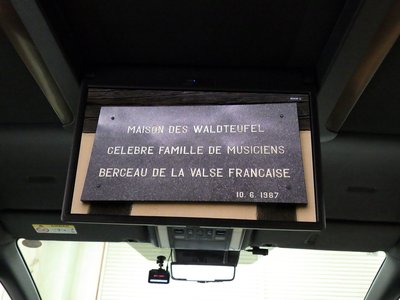 MAISON DES WALDTEUFEL
CELEBRE FAMILLE DE MUSICIENS
BERCEAU DE LA VALSE FRANCAISE
10. 6. 1987